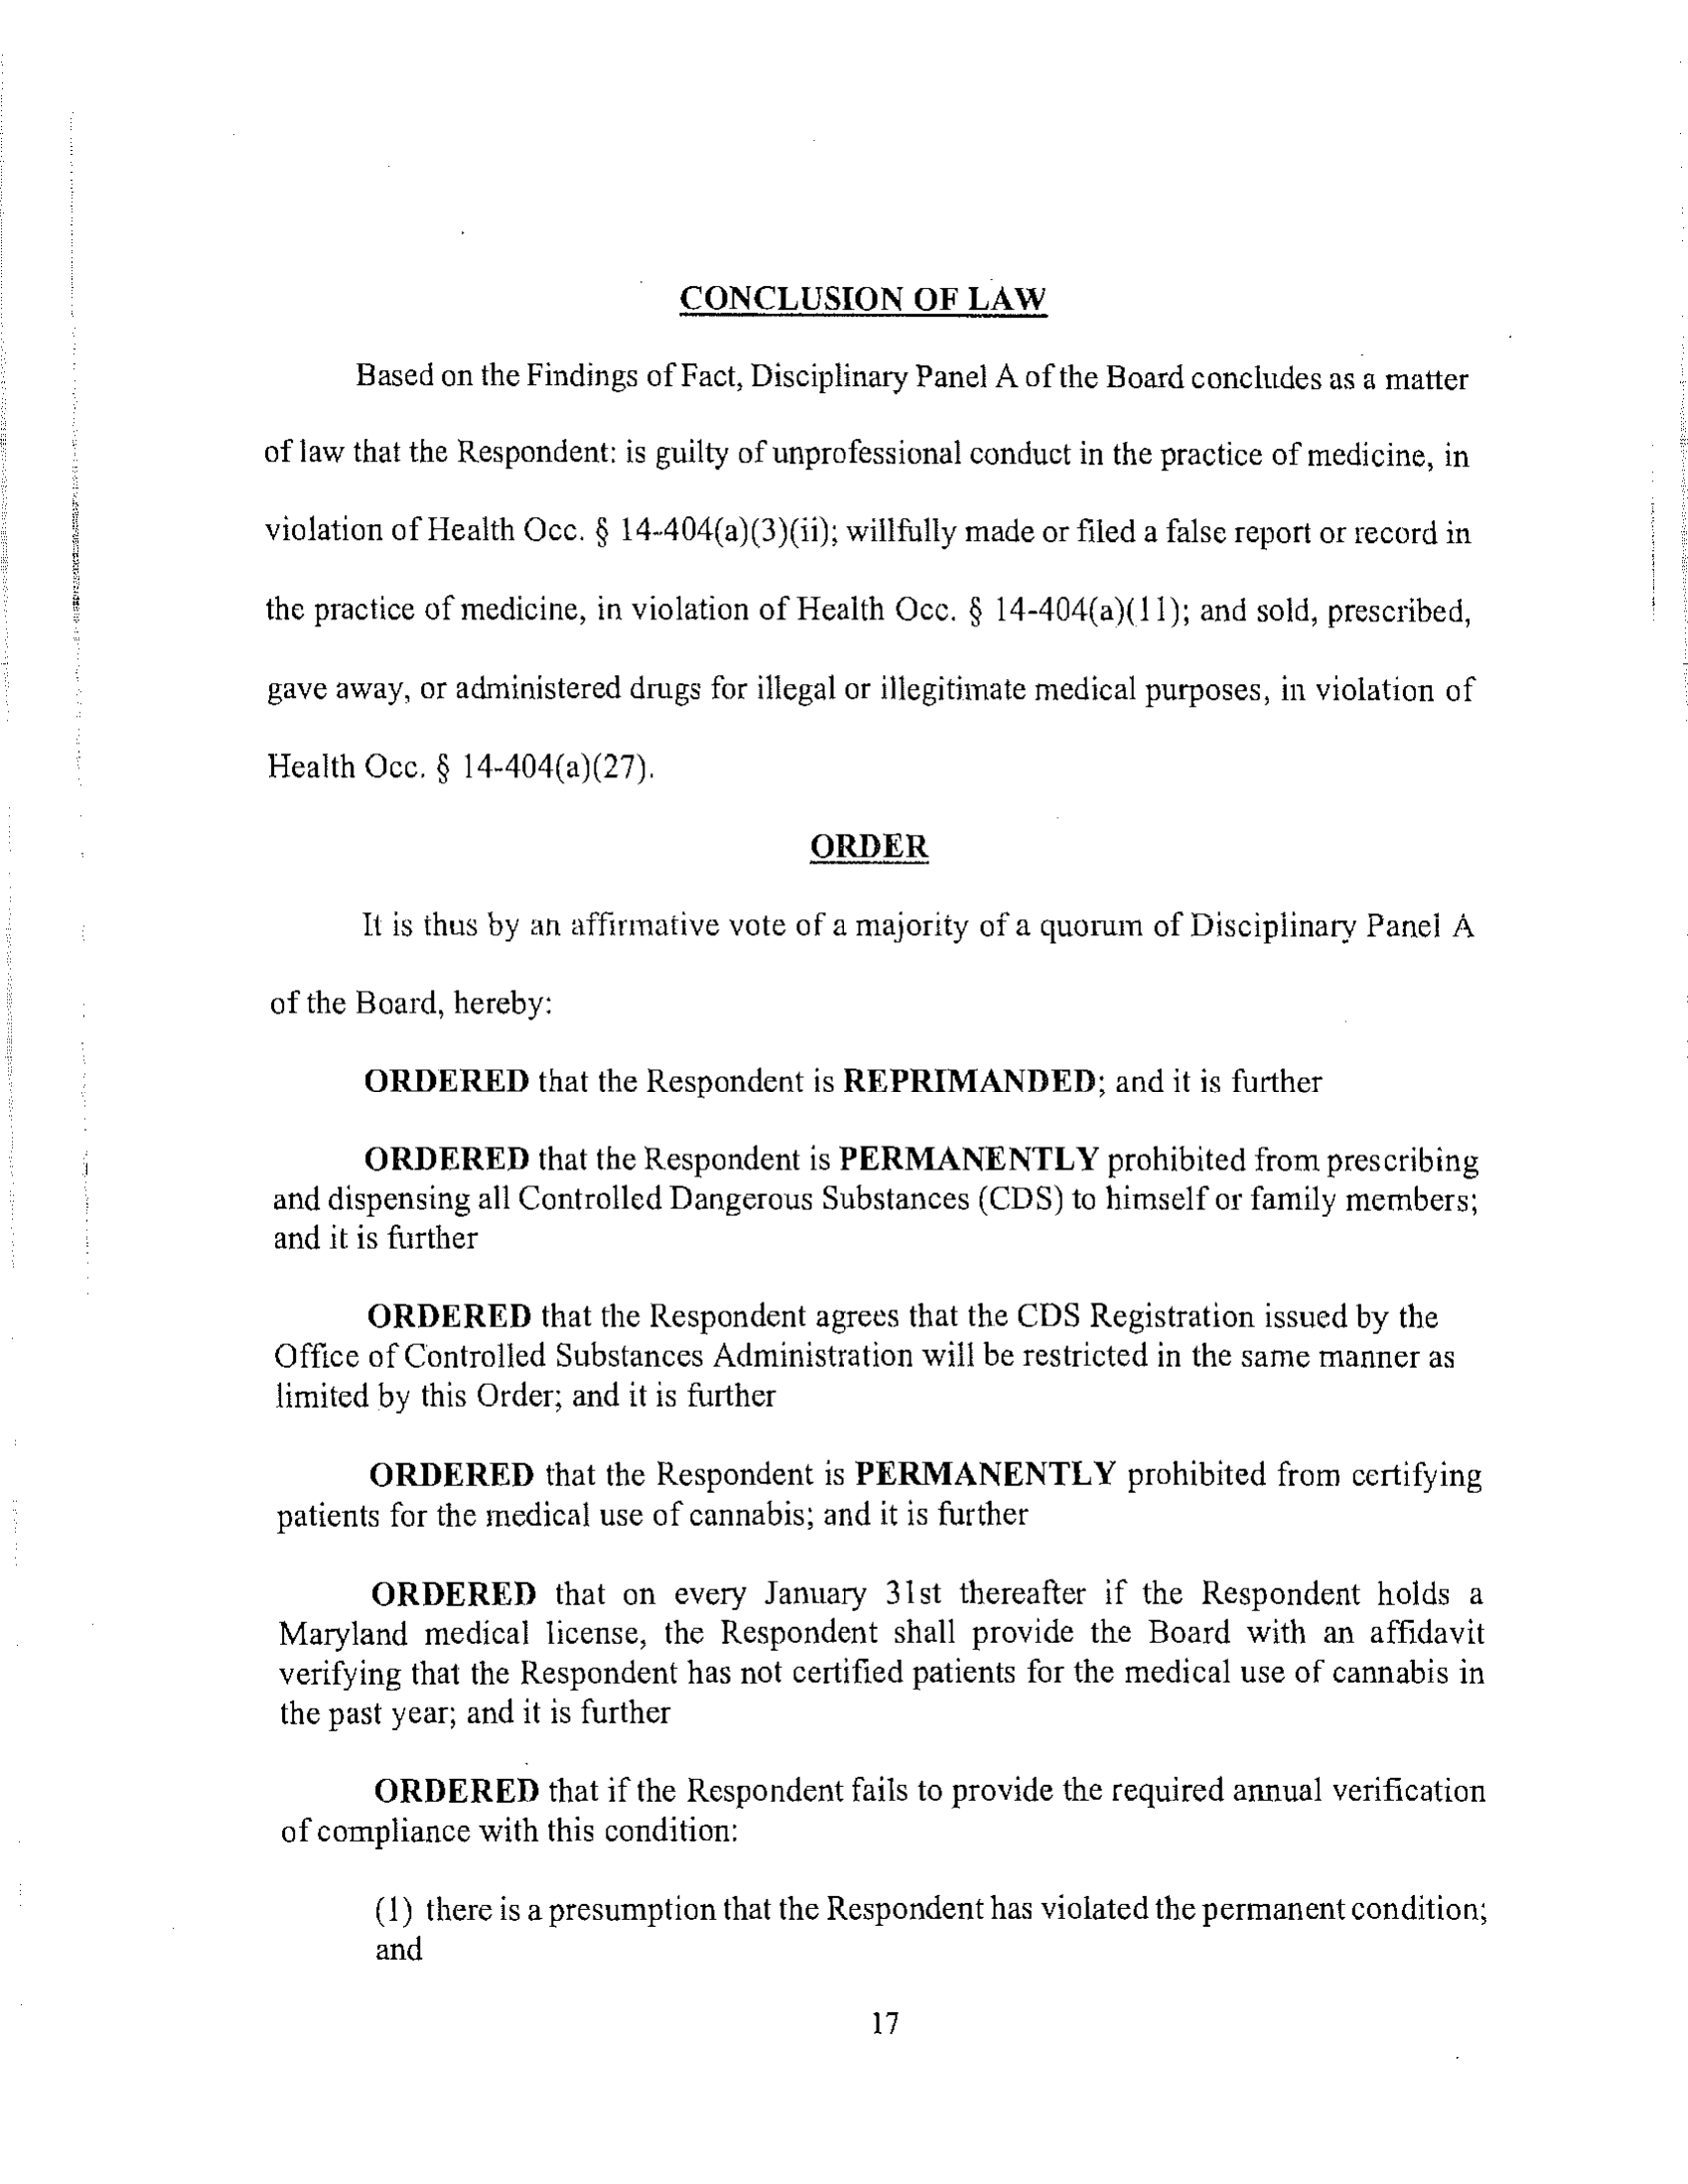 CONCLUSION OF LAW
Based on the Findings of Fact, Disciplinary Panel A of the Board concludes as a matter
of law that the Respondent: is guilty of unprofessional conduct in the practice of medicine, in
violation of Health Occ. § 14-404(a)(3)(ii); willfully made or filed a false report or record in
the practice of medicine, in violation of Health Occ. § 14-404(a)(11); and sold, prescribed,
gave away, or administered drugs for illegal or illegitimate medical purposes, in violation of
Health Occ. § 14-404(a)(27).
ORDER
It is thus by an affirmative vote of a majority of a quorum of Disciplinary Panel A
of the Board, hereby:
ORDERED that the Respondent is REPRIMANDED; and it is further
ORDERED that the Respondent is PERMANENTLY prohibited from prescribing
and dispensing all Controlled Dangerous Substances (CDS) to himself or family members;
and it is further
ORDERED that the Respondent agrees that the CDS Registration issued by the
Office of Controlled Substances Administration will be restricted in the same manner as
limited by this Order; and it is further
ORDERED that the Respondent is PERMANENTLY prohibited from certifying
patients for the medical use of cannabis; and it is further
ORDERED that on every January 31st thereafter if the Respondent holds a
Maryland medical license, the Respondent shall provide the Board with an affidavit
verifying that the Respondent has not certified patients for the medical use of cannabis in
the past year; and it is further
ORDERED that if the Respondent fails to provide the required annual verification
of compliance with this condition:
(1) there is a presumption that the Respondent has violated the permanent condition;
and
17